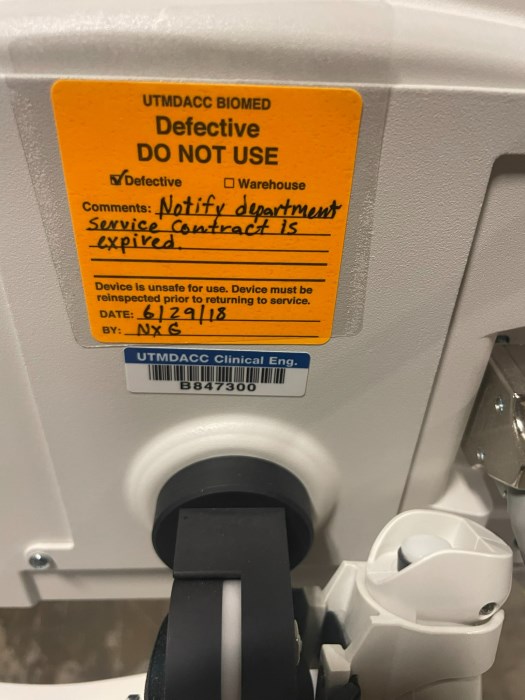 UTMDACC BIOMED
Defective
DO NOT USE
Defective Warehouse
Comments: Notify department
service contract is
expired.
Device is unsafe for use. Device must be
reinspected prior to returning to service.
DATE: 6/29/18
BY: NXG
UTMDACC Clinical Eng.
B847300